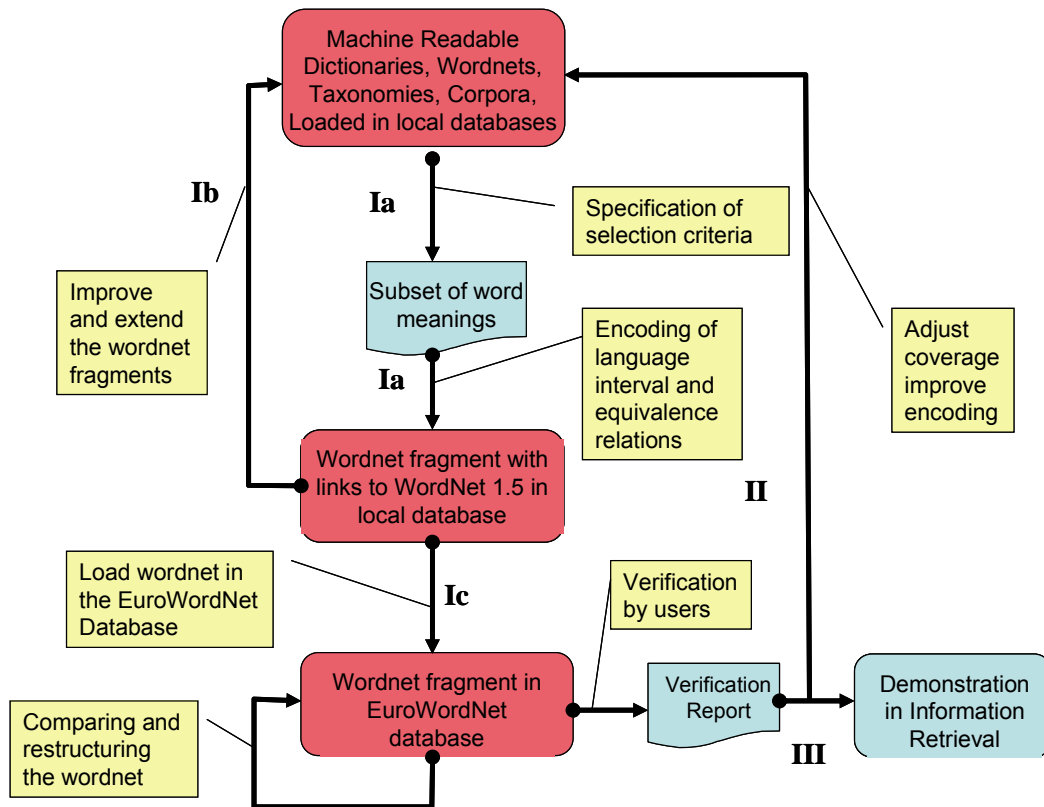 Machine Readable
Dictionaries, Wordnets,
Taxonomies, Corpora,
Loaded in local databases
Ib
Ia
Specification of
selection criteria
Improve
and extend
the wordnet
fragments
Subset of word
meanings
Ia
Encoding of
language
interval and
equivalence
relations
Adjust
coverage
improve
encoding
Wordnet fragment with
links to WordNet 1.5 in
local database
II
Load wordnet in
the EuroWordNet
Database
Ic
Verification
by users
Comparing and
restructuring
the wordnet
Wordnet fragment in
EuroWordNet
database
Verification
Report
III
Demonstration
in Information
Retrieval